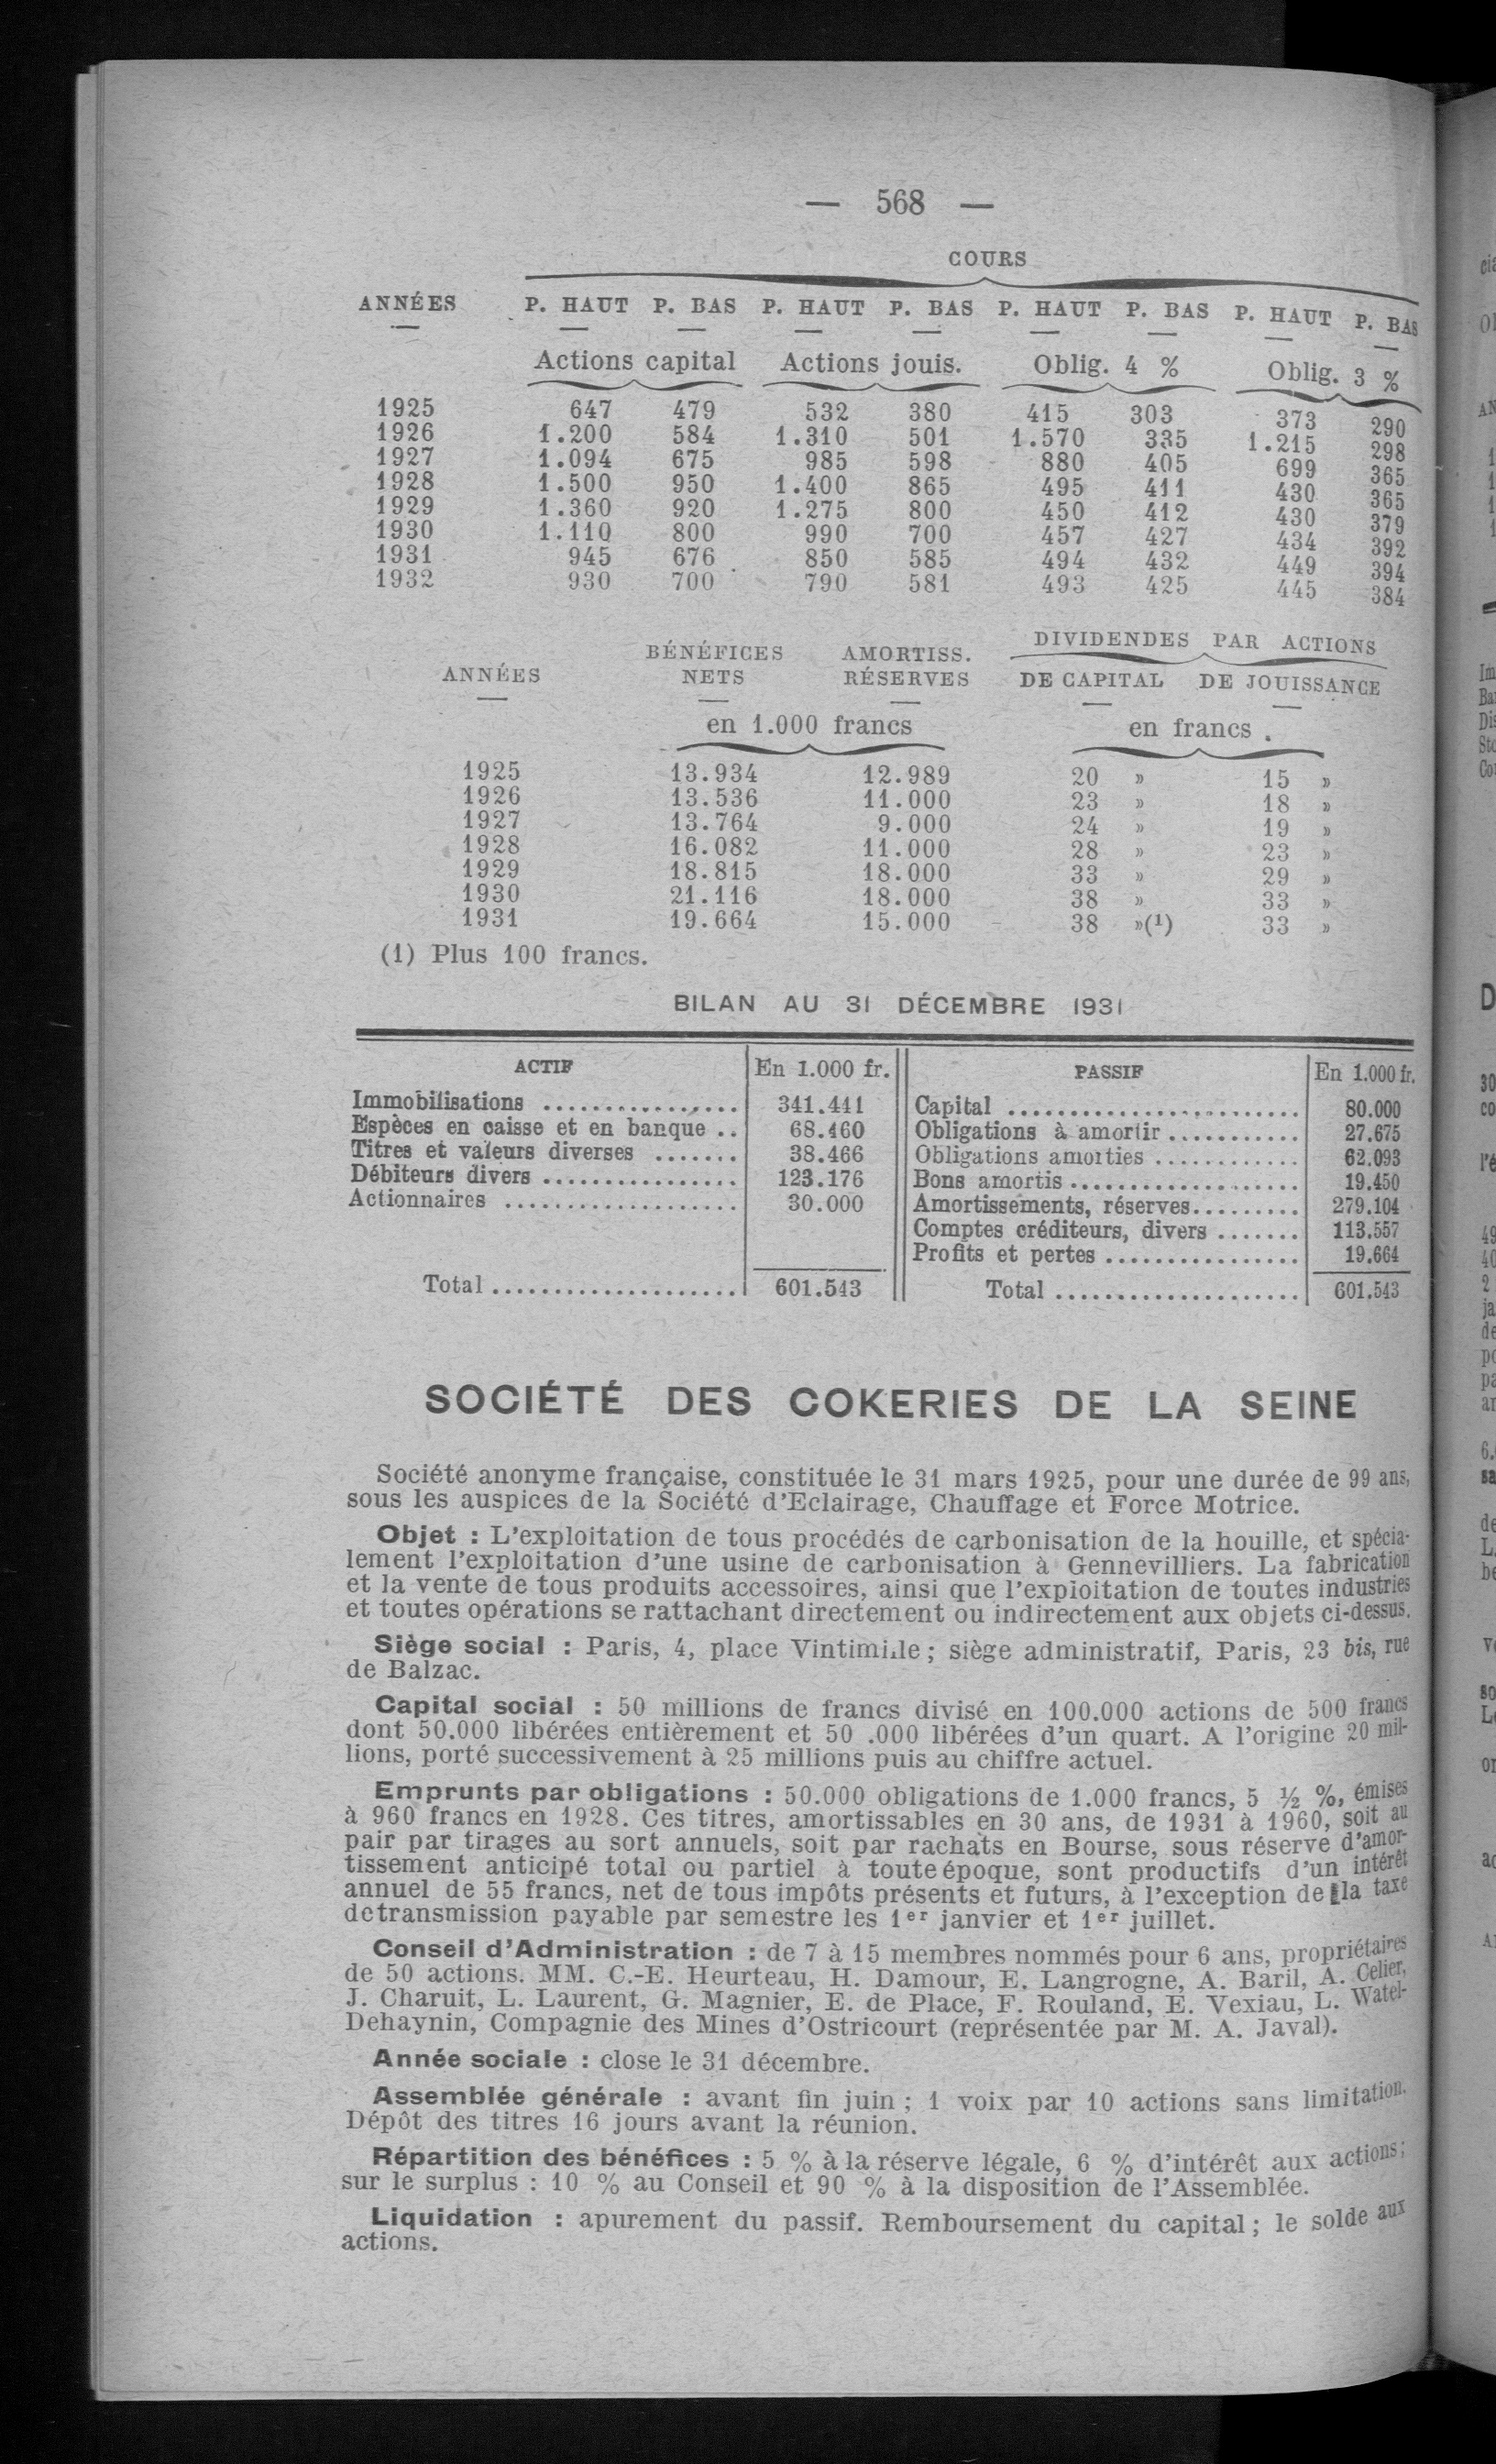 — 568 —
COURS
ANNÉES P. HAUT P. BAS P. HAUT P. BAS P. HAUT P. BAS P. HAUT P. BAS
Actions capital Actions jouis. Oblig. 4 % Oblig. 3 %
1925 647 479 532 380 415 303 373 290
1926 1.200 584 1.310 501 1.570 335 1.215 298
1927 1.094 675 985 598 880 405 699 365
1928 1.500 950 1.400 865 495 411 430 365
1929 1.360 920 1.275 800 450 412 430 379
1930 1.110 800 990 700 457 427 434 392
1931 945 676 850 585 494 432 449 394
1932 930 700 790 581 493 425 445 384
BÉNÉFICES AMORTISS. DIVIDENDES PAR ACTIONS
ANNÉES NETS RÉSERVES DE CAPITAL DE JOUISSANCE
en 1.000 francs en francs .
1925 13.934 12.989 20 » 15 »
1926 13.536 11.000 23 » 18 »
1927 13.764 9.000 24 » 19 »
1928 16.082 11.000 28 » 23 »
1929 18.815 18.000 33 » 29 »
1930 21.116 18.000 38 » 33 »
1931 19.664 15.000 38 »(1) 33 »
(1) Plus 100 francs.
BILAN AU 31 DÉCEMBRE 1931
ACTIF En 1.000 fr. PASSIF En 1.000 fr.
Immobilisations ................ 341.441 Capital ........................ 80.000
Espèces en caisse et en banque .. 68.460 Obligations à amortir ........... 27.675
Titres et valeurs diverses ....... 38.466 Obligations amorties ............ 62.093
Débiteurs divers ................ 123.176 Bons amortis ................... 19.450
Actionnaires ................... 30.000 Amortissements, réserves......... 279.104
Comptes créditeurs, divers ....... 113.557
Profits et pertes ................ 19.664
Total .................... 601.543 Total .................... 601.543
SOCIÉTÉ DES COKERIES DE LA SEINE
Société anonyme française, constituée le 31 mars 1925, pour une durée de 99 ans,
sous les auspices de la Société d'Eclairage, Chauffage et Force Motrice.
Objet : L'exploitation de tous procédés de carbonisation de la houille, et spécia-
lement l'exploitation d'une usine de carbonisation à Gennevilliers. La fabrication
et la vente de tous produits accessoires, ainsi que l'exploitation de toutes industries
et toutes opérations se rattachant directement ou indirectement aux objets ci-dessus.
Siège social : Paris, 4, place Vintimille ; siège administratif, Paris, 23 bis, rue
de Balzac.
Capital social : 50 millions de francs divisé en 100.000 actions de 500 francs
dont 50.000 libérées entièrement et 50 .000 libérées d'un quart. A l'origine 20 mil-
lions, porté successivement à 25 millions puis au chiffre actuel.
Emprunts par obligations : 50.000 obligations de 1.000 francs, 5 ½ %, émises
à 960 francs en 1928. Ces titres, amortissables en 30 ans, de 1931 à 1960, soit au
pair par tirages au sort annuels, soit par rachats en Bourse, sous réserve d'amor-
tissement anticipé total ou partiel à toute époque, sont productifs d'un intérêt
annuel de 55 francs, net de tous impôts présents et futurs, à l'exception de la taxe
de transmission payable par semestre les 1er janvier et 1er juillet.
Conseil d'Administration : de 7 à 15 membres nommés pour 6 ans, propriétaires
de 50 actions. MM. C.-E. Heurteau, H. Damour, E. Langrogne, A. Baril, A. Celier,
J. Charuit, L. Laurent, G. Magnier, E. de Place, F. Rouland, E. Vexiau, L. Watel-
Dehaynin, Compagnie des Mines d'Ostricourt (représentée par M. A. Javal).
Année sociale : close le 31 décembre.
Assemblée générale : avant fin juin ; 1 voix par 10 actions sans limitation.
Dépôt des titres 16 jours avant la réunion.
Répartition des bénéfices : 5 % à la réserve légale, 6 % d'intérêt aux actions ;
sur le surplus : 10 % au Conseil et 90 % à la disposition de l'Assemblée.
Liquidation : apurement du passif. Remboursement du capital ; le solde aux
actions.